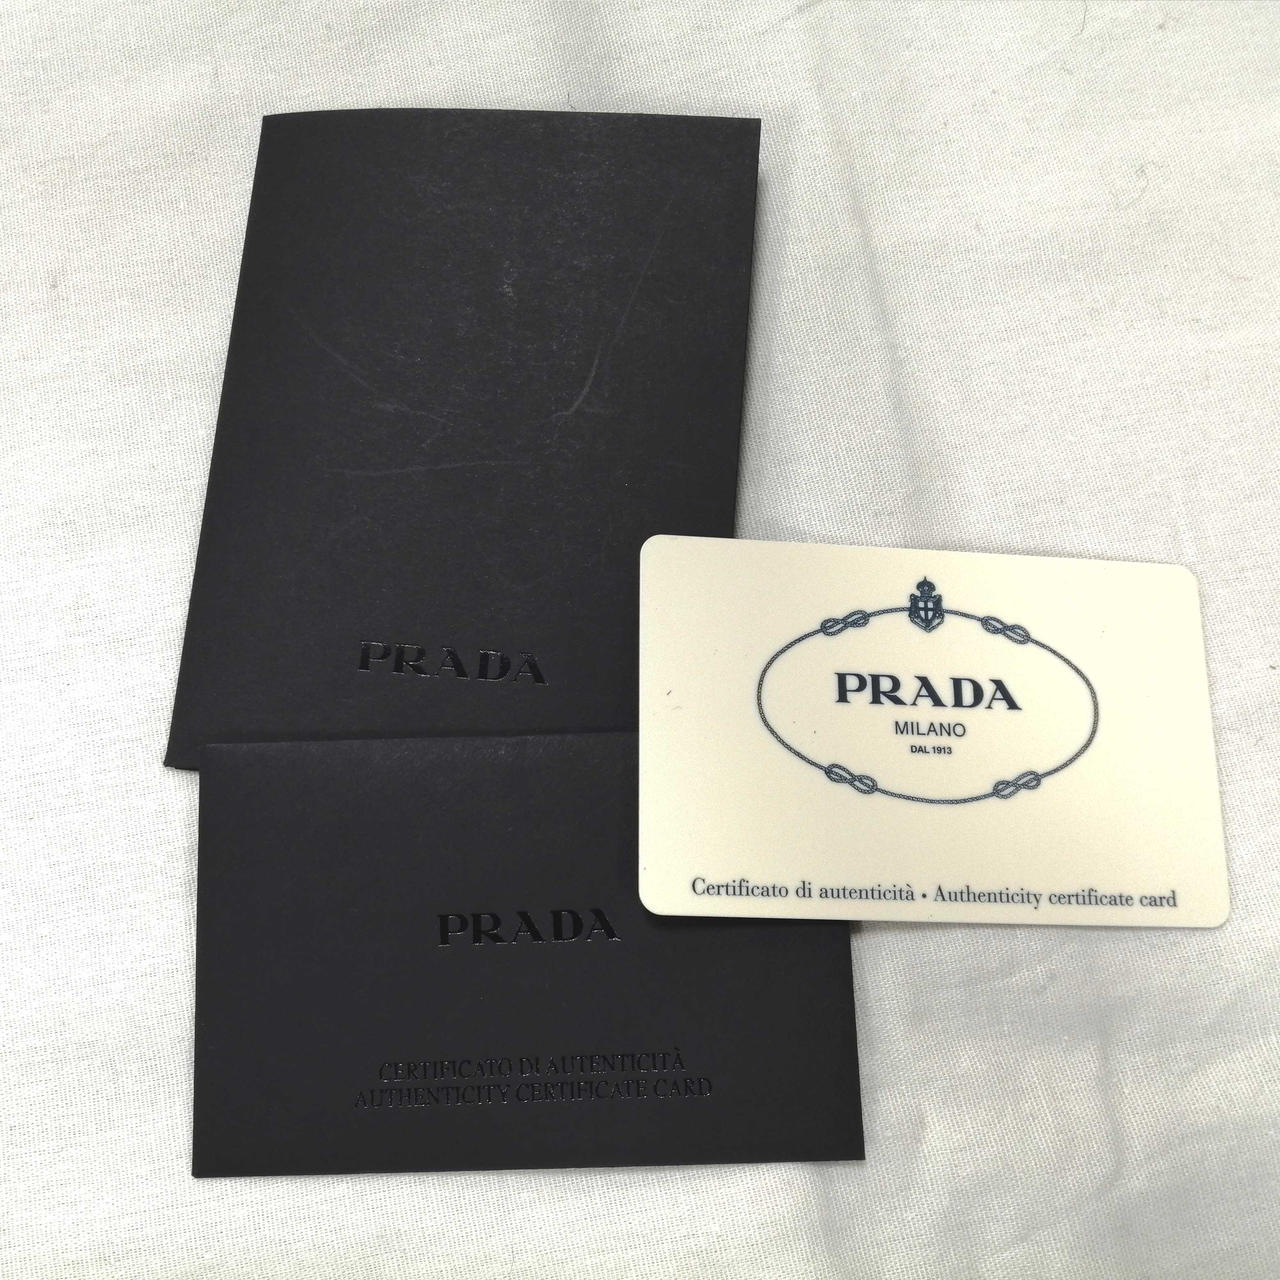 PRADA
PRADA
MILANO
DAL 1913
Certificato di autenticità • Authenticity certificate card
PRADA
CERTIFICATO DI AUTENTICITÀ
AUTHENTICITY CERTIFICATE CARD